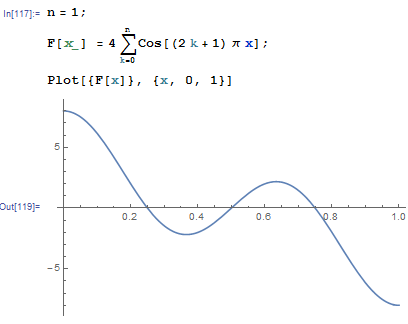 In[117]:= n = 1;
F[x_] = 4 ∑ Cos[(2 k + 1) π x];
n
k=0
Plot[{F[x]}, {x, 0, 1}]
Out[119]=
5
-5
0.2 0.4 0.6 0.8 1.0